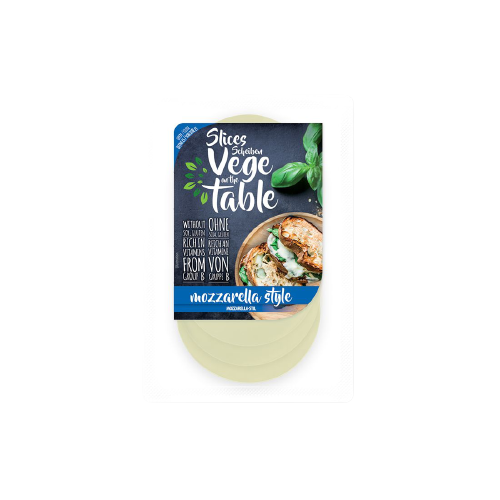 Slices
Scheiben
Vege
on the
table
WITHOUT
SOY, GLUTEN
RICH IN
VITAMINS
FROM
GROUP B
OHNE
SOJA, GLUTEN
REICH AN
VITAMINE
VON
GRUPPE B
mozzarella style
MOZZARELLA-STIL